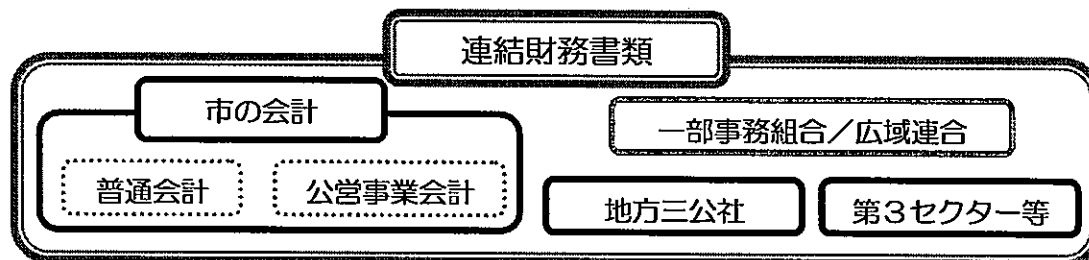 連結財務書類
市の会計
一部事務組合／広域連合
普通会計
公営事業会計
地方三公社
第３セクター等